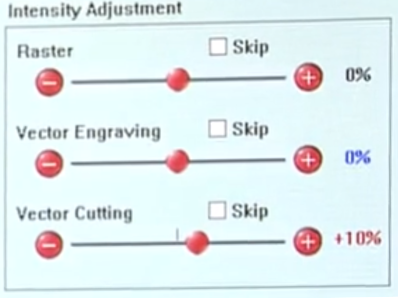 Intensity Adjustment
Raster
Skip
0%
Vector Engraving
Skip
0%
Vector Cutting
Skip
+10%